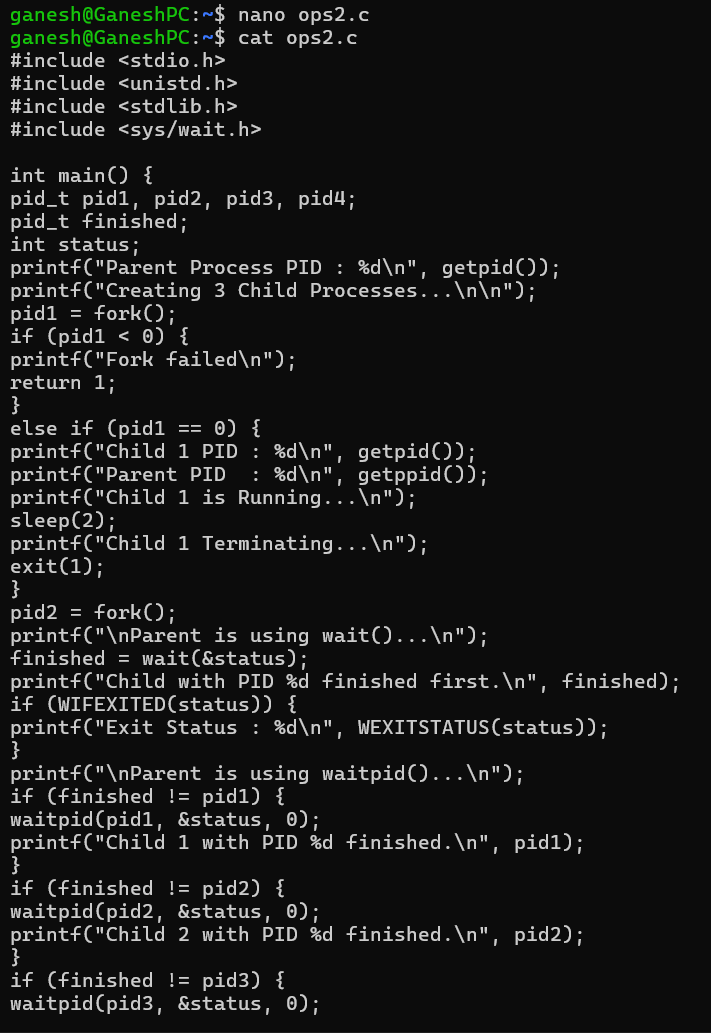 ganesh@GaneshPC:~$ nano ops2.c
ganesh@GaneshPC:~$ cat ops2.c
#include <stdio.h>
#include <unistd.h>
#include <stdlib.h>
#include <sys/wait.h>

int main() {
pid_t pid1, pid2, pid3, pid4;
pid_t finished;
int status;
printf("Parent Process PID : %d\n", getpid());
printf("Creating 3 Child Processes...\n\n");
pid1 = fork();
if (pid1 < 0) {
printf("Fork failed\n");
return 1;
}
else if (pid1 == 0) {
printf("Child 1 PID : %d\n", getpid());
printf("Parent PID  : %d\n", getppid());
printf("Child 1 is Running...\n");
sleep(2);
printf("Child 1 Terminating...\n");
exit(1);
}
pid2 = fork();
printf("\nParent is using wait()...\n");
finished = wait(&status);
printf("Child with PID %d finished first.\n", finished);
if (WIFEXITED(status)) {
printf("Exit Status : %d\n", WEXITSTATUS(status));
}
printf("\nParent is using waitpid()...\n");
if (finished != pid1) {
waitpid(pid1, &status, 0);
printf("Child 1 with PID %d finished.\n", pid1);
}
if (finished != pid2) {
waitpid(pid2, &status, 0);
printf("Child 2 with PID %d finished.\n", pid2);
}
if (finished != pid3) {
waitpid(pid3, &status, 0);